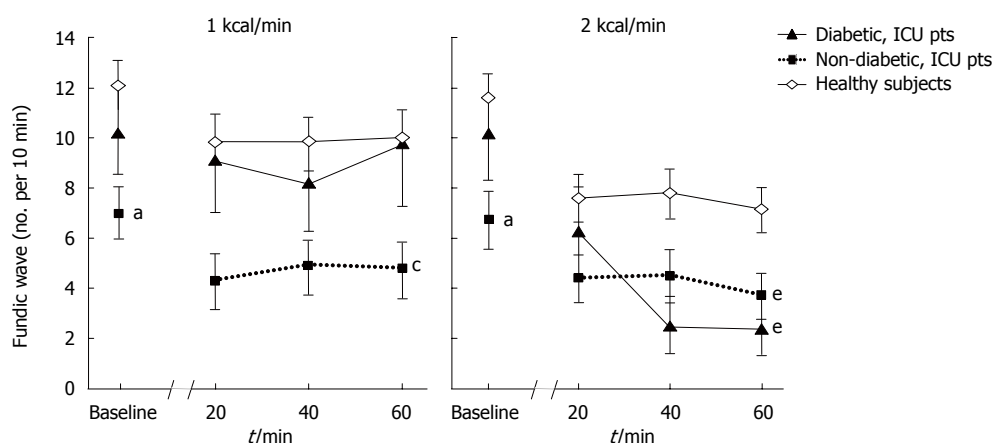 1 kcal/min
2 kcal/min
Diabetic, ICU pts
Non-diabetic, ICU pts
Healthy subjects
Fundic wave (no. per 10 min)
14
12
10
8
6
4
2
0
a
c
a
e
e
Baseline
20
40
60
t/min
Baseline
20
40
60
t/min